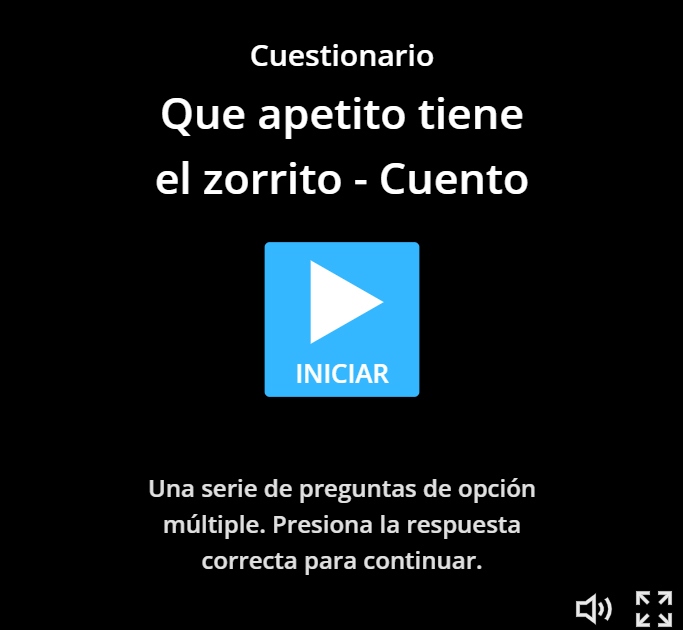 Cuestionario
Que apetito tiene
el zorrito - Cuento
INICIAR
Una serie de preguntas de opción
múltiple. Presiona la respuesta
correcta para continuar.